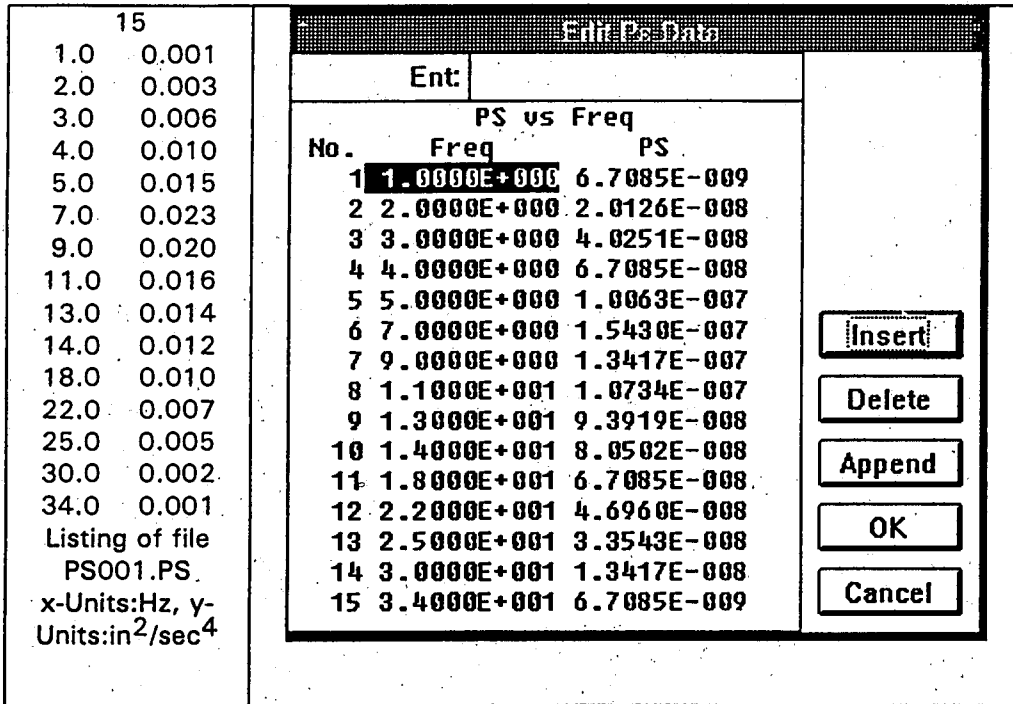 15
1.0 0.001
2.0 0.003
3.0 0.006
4.0 0.010
5.0 0.015
7.0 0.023
9.0 0.020
11.0 0.016
13.0 0.014
14.0 0.012
18.0 0.010
22.0 0.007
25.0 0.005
30.0 0.002
34.0 0.001
Listing of file
PS001.PS
x-Units:Hz, y-
Units:in²/sec⁴
Edit Ps Data
Ent:
PS vs Freq
No. Freq PS
1 1.0000E+000 6.7085E-009
2 2.0000E+000 2.0126E-008
3 3.0000E+000 4.0251E-008
4 4.0000E+000 6.7085E-008
5 5.0000E+000 1.0063E-007
6 7.0000E+000 1.5430E-007
7 9.0000E+000 1.3417E-007
8 1.1000E+001 1.0734E-007
9 1.3000E+001 9.3919E-008
10 1.4000E+001 8.0502E-008
11 1.8000E+001 6.7085E-008
12 2.2000E+001 4.6960E-008
13 2.5000E+001 3.3543E-008
14 3.0000E+001 1.3417E-008
15 3.4000E+001 6.7085E-009
Insert
Delete
Append
OK
Cancel